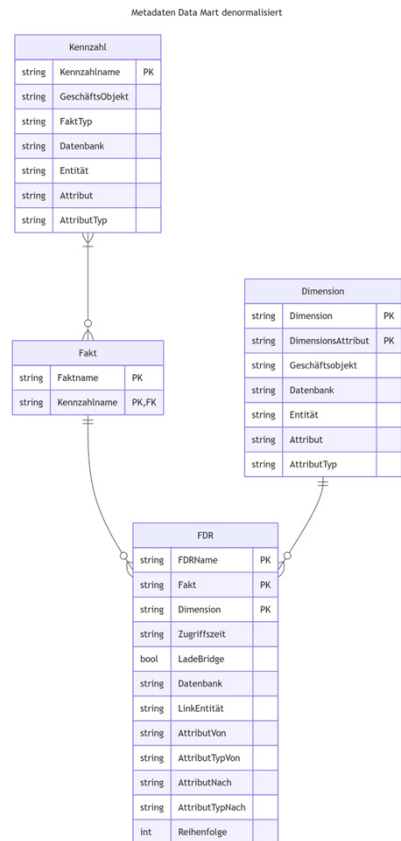 Metadaten Data Mart denormalisiert
Kennzahl
string Kennzahlname PK
string GeschäftsObjekt
string FaktTyp
string Datenbank
string Entität
string Attribut
string AttributTyp
Dimension
string Dimension PK
string DimensionsAttribut PK
string Geschäftsobjekt
string Datenbank
string Entität
string Attribut
string AttributTyp
Fakt
string Faktname PK
string Kennzahlname PK,FK
FDR
string FDRName PK
string Fakt PK
string Dimension PK
string Zugriffszeit
bool LadeBridge
string Datenbank
string LinkEntität
string AttributVon
string AttributTypVon
string AttributNach
string AttributTypNach
int Reihenfolge